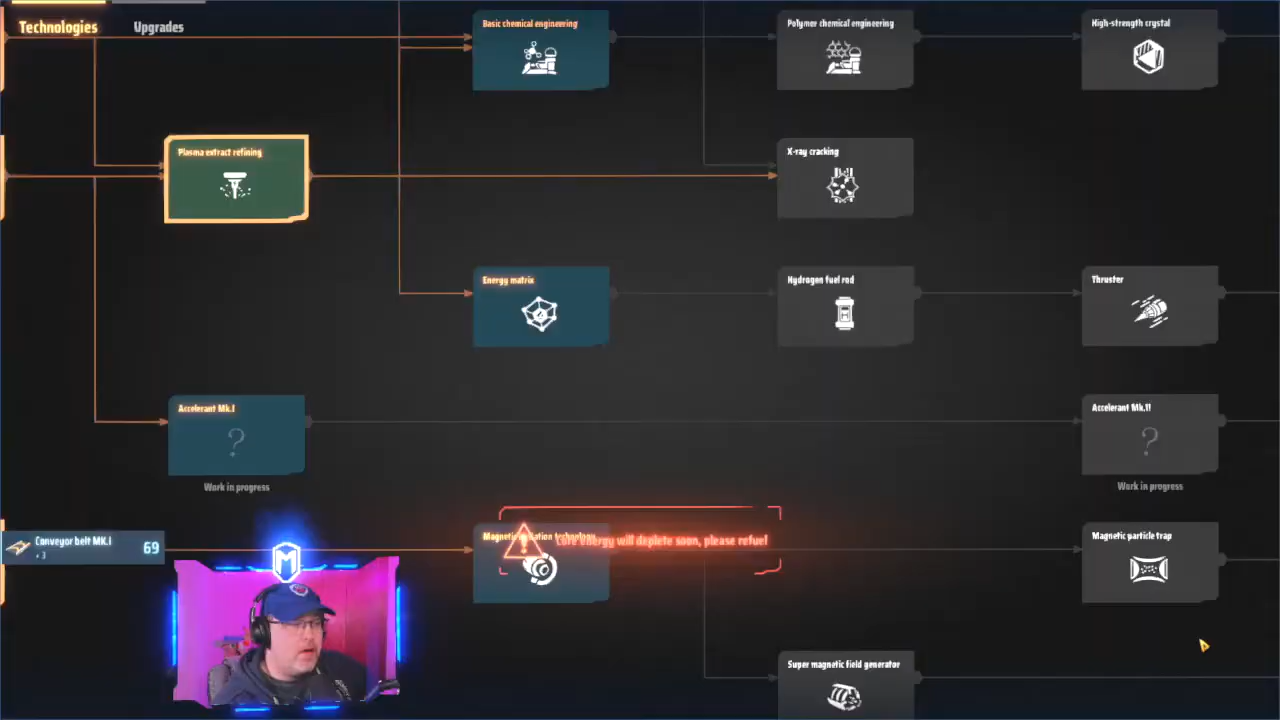 Technologies
Upgrades
Basic chemical engineering
Polymer chemical engineering
High-strength crystal
Plasma extract refining
X-ray cracking
Energy matrix
Hydrogen fuel rod
Thruster
Accelerant Mk.I
Accelerant Mk.II
?
?
Work in progress
Work in progress
Conveyor belt MK.I
+ 3
69
Core energy will deplete soon, please refuel
Magnetic particle trap
M
Super magnetic field generator